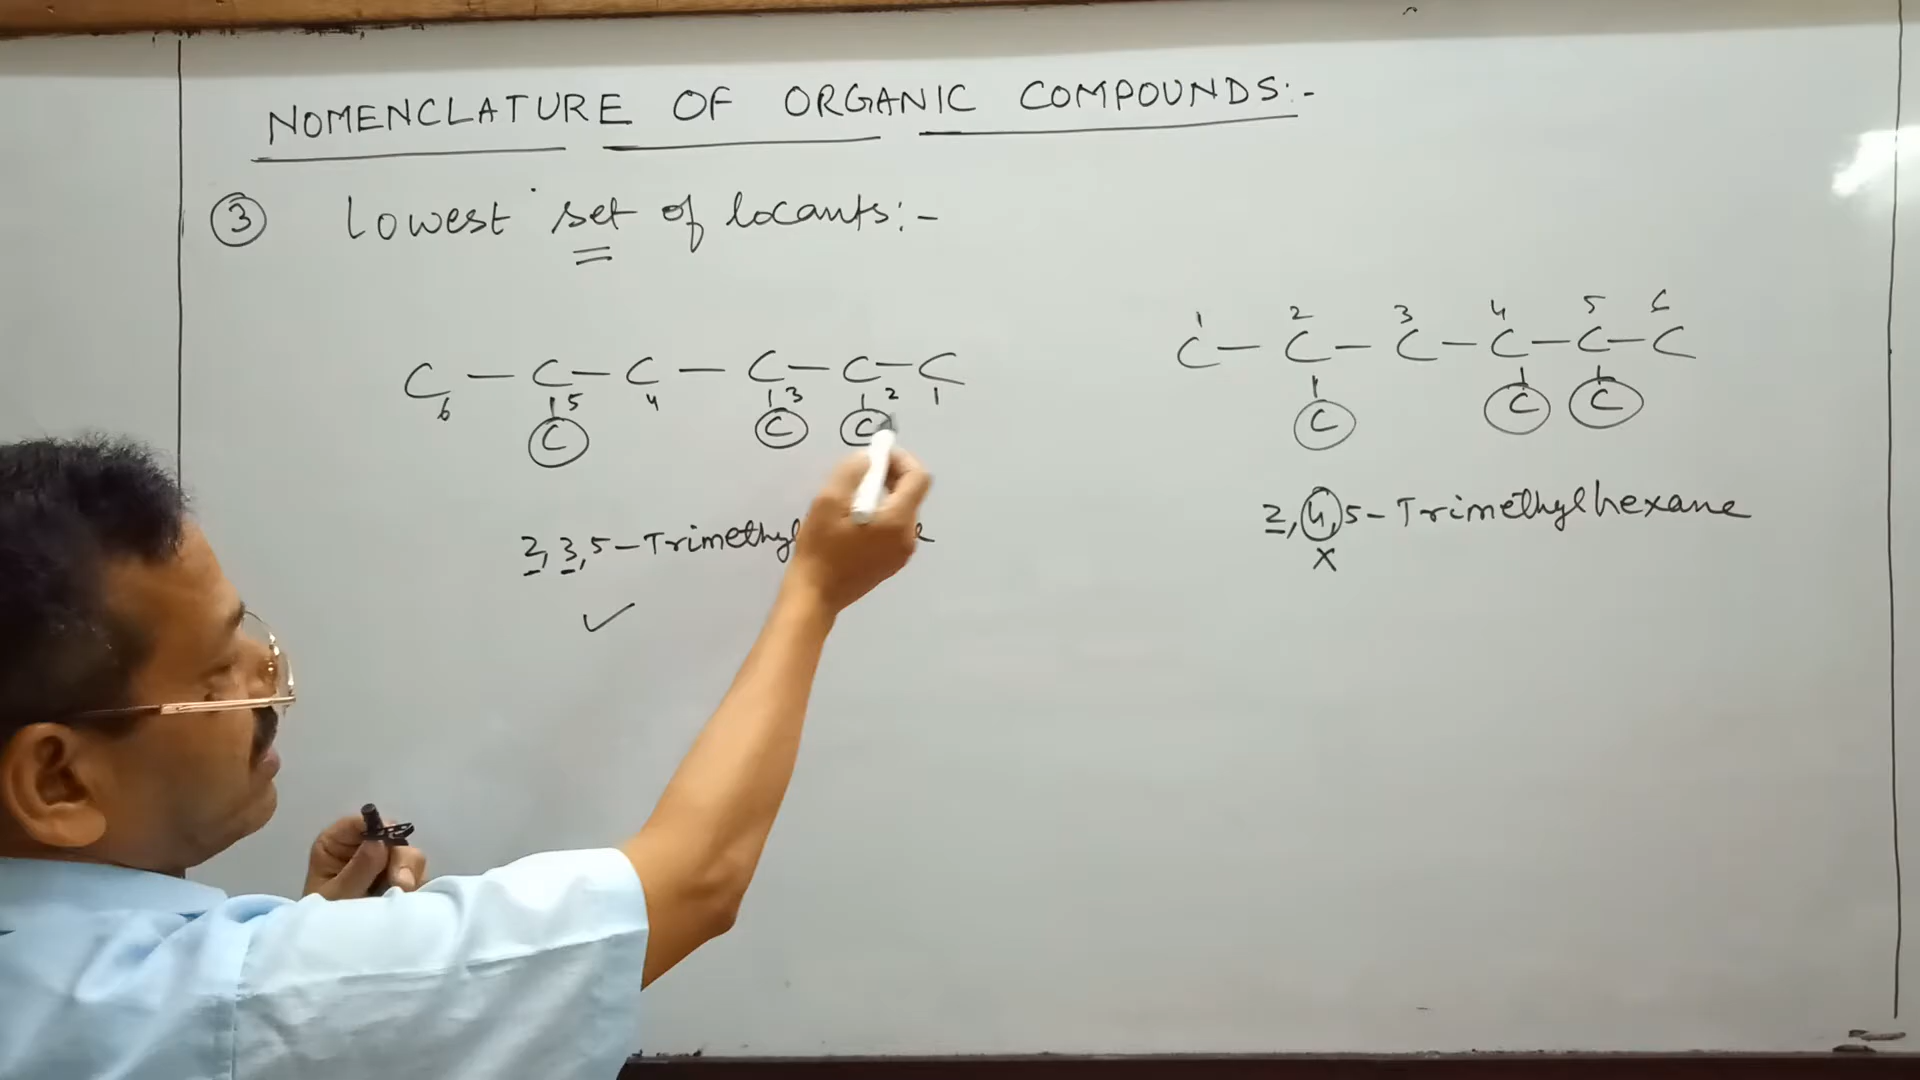 NOMENCLATURE OF ORGANIC COMPOUNDS:-
③ Lowest set of locants:-
C — C — C — C — C — C
6 5 4 3 2 1
C C C
2, 3, 5 – Trimethyl
✓
1 2 3 4 5 6
C — C — C — C — C — C
C C C
2, 4, 5 – Trimethylhexane
X